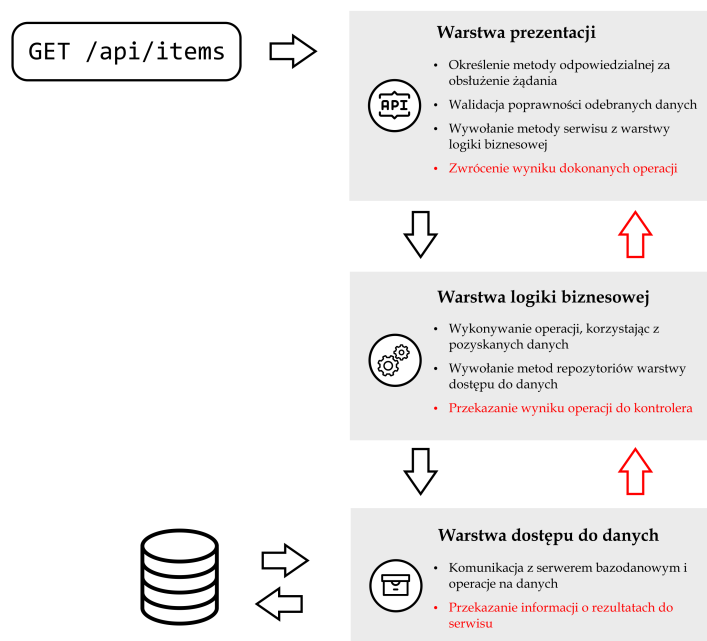 GET /api/items
Warstwa prezentacji
• Określenie metody odpowiedzialnej za
obsłużenie żądania
• Walidacja poprawności odebranych danych
• Wywołanie metody serwisu z warstwy
logiki biznesowej
• Zwrócenie wyniku dokonanych operacji
API
Warstwa logiki biznesowej
• Wykonywanie operacji, korzystając z
pozyskanych danych
• Wywołanie metod repozytoriów warstwy
dostępu do danych
• Przekazanie wyniku operacji do kontrolera
Warstwa dostępu do danych
• Komunikacja z serwerem bazodanowym i
operacje na danych
• Przekazanie informacji o rezultatach do
serwisu